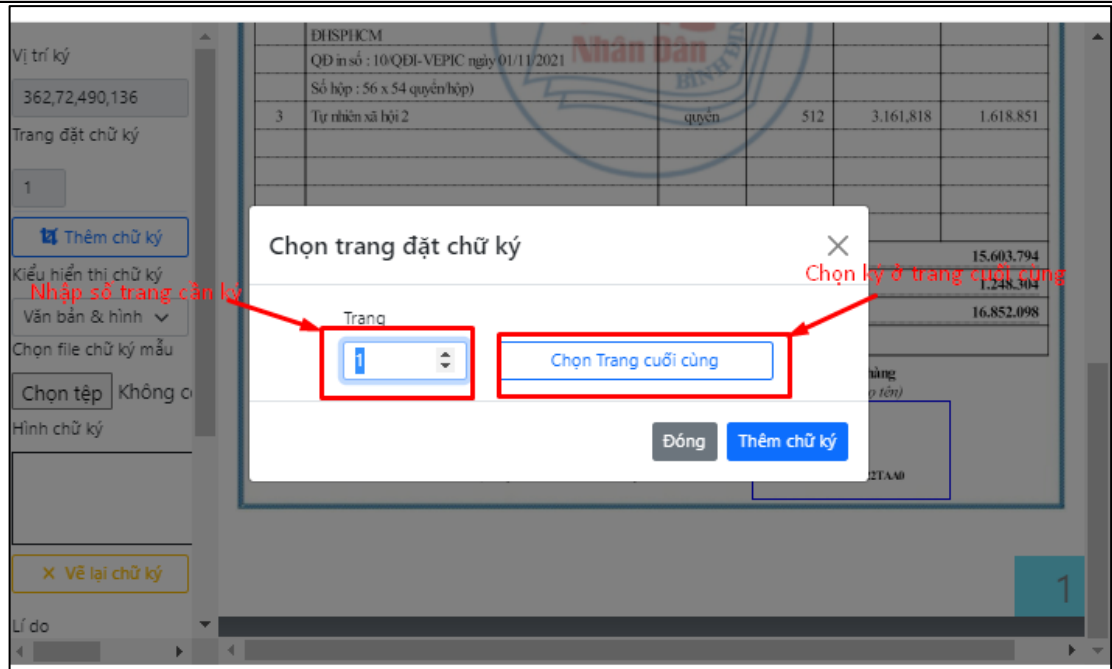 Vị trí ký
362,72,490,136
Trang đặt chữ ký
1
Thêm chữ ký
Kiểu hiển thị chữ ký
Nhập số trang cần ký
Văn bản & hình
Chọn file chữ ký mẫu
Chọn tệp Không c
Hình chữ ký
Vẽ lại chữ ký
Lí do
ĐHSPHCM
QĐ in số : 10/QĐI-VEPIC ngày 01/11/2021
Số hộp : 56 x 54 quyển/hộp)
Nhân Dân
3 Tự nhiên xã hội 2 quyển 512 3.161,818 1.618.851
Chọn trang đặt chữ ký
15.603.794
Chọn ký ở trang cuối cùng
1.248.304
16.852.098
Trang
1
Chọn Trang cuối cùng
hàng
tên)
Đóng
Thêm chữ ký
2TAA0
1